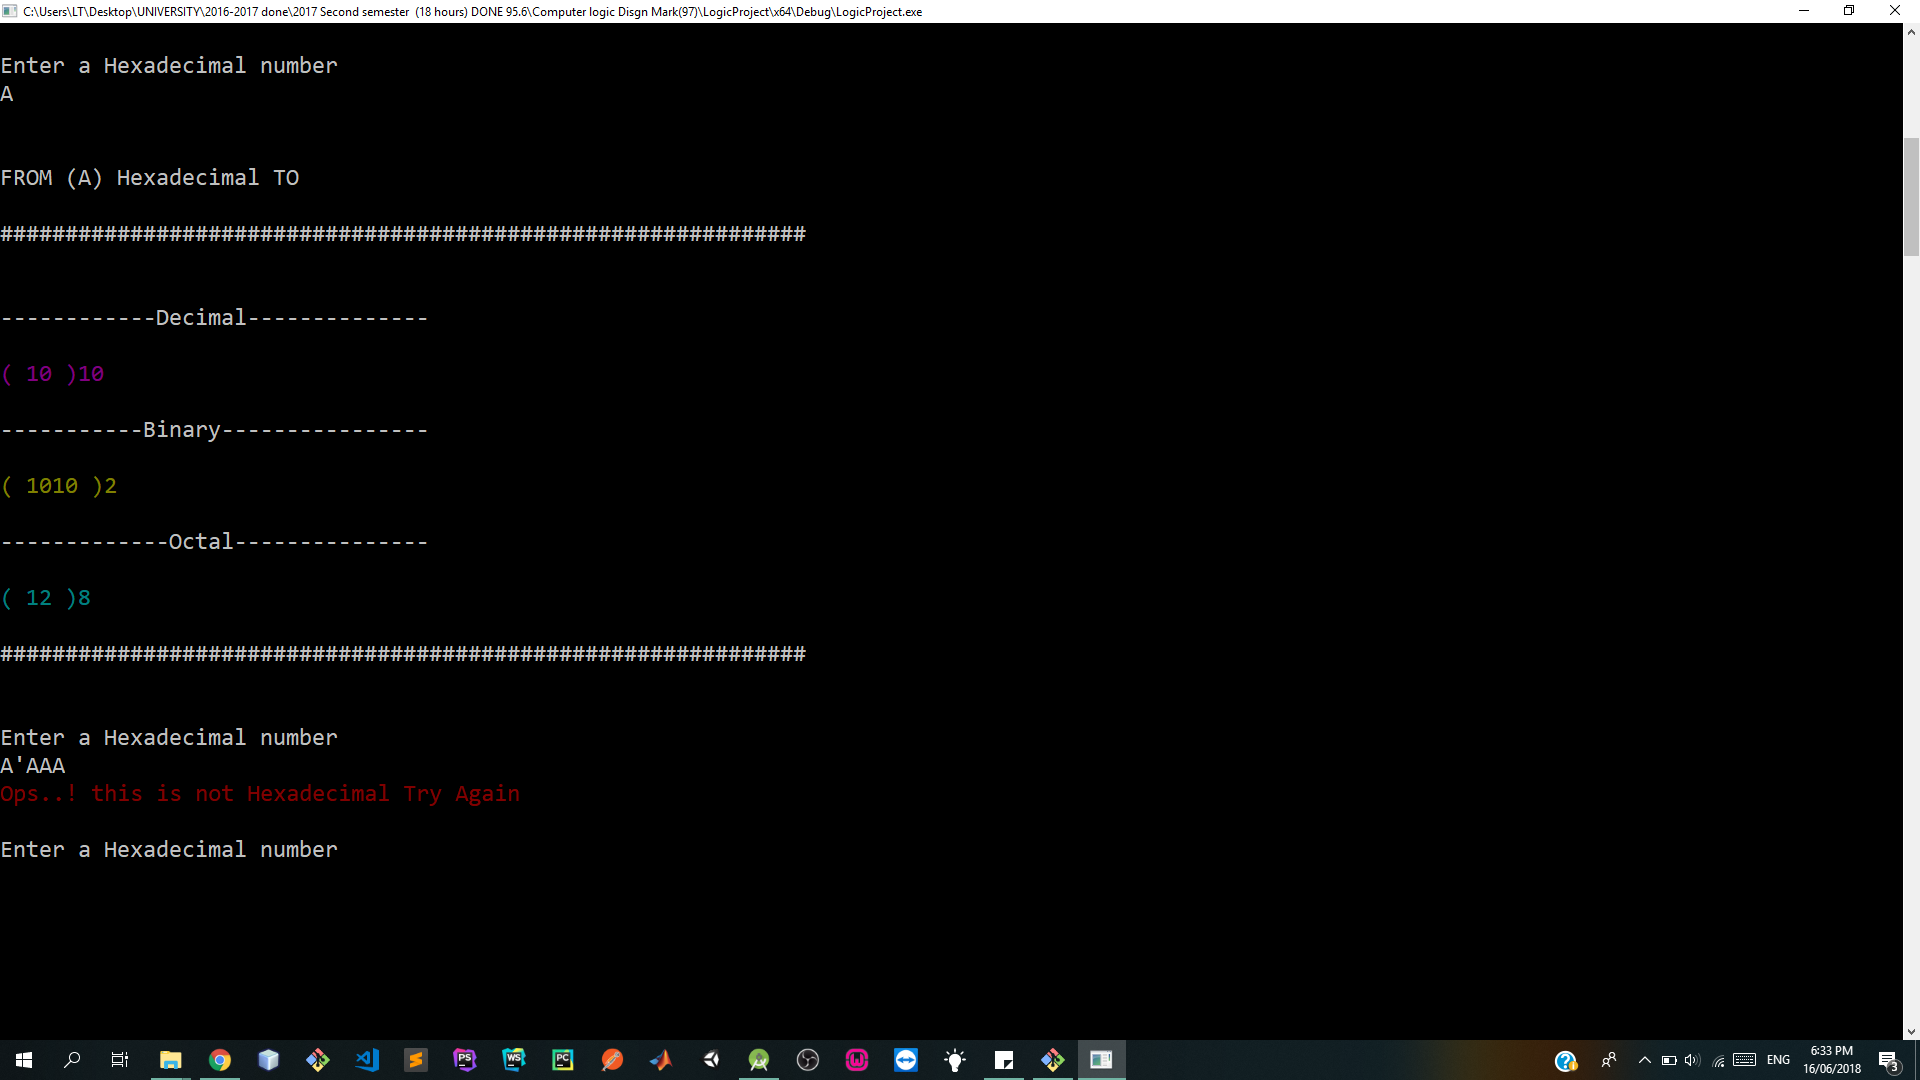 C:\Users\LT\Desktop\UNIVERSITY\2016-2017 done\2017 Second semester  (18 hours) DONE 95.6\Computer logic Disgn Mark(97)\LogicProject\x64\Debug\LogicProject.exe
Enter a Hexadecimal number
A
FROM (A) Hexadecimal TO
##############################################################
------------Decimal--------------
( 10 )10
-----------Binary----------------
( 1010 )2
-------------Octal---------------
( 12 )8
##############################################################
Enter a Hexadecimal number
A'AAA
Ops..! this is not Hexadecimal Try Again
Enter a Hexadecimal number
PS
WS
PC
ENG
6:33 PM
16/06/2018
3